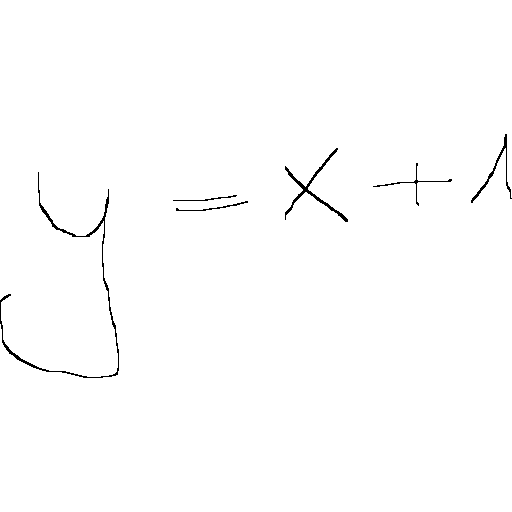 y = x + 1